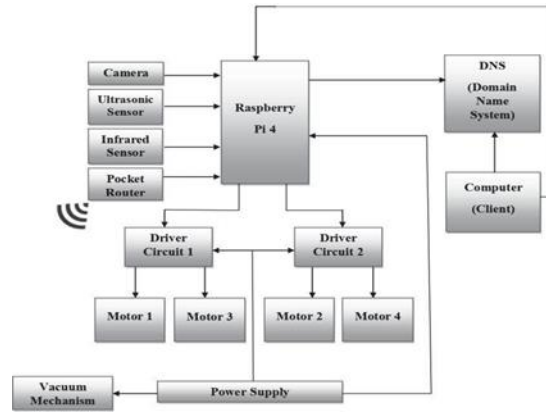 Camera
Ultrasonic
Sensor
Infrared
Sensor
Pocket
Router
Raspberry
Pi 4
DNS
(Domain
Name
System)
Computer
(Client)
Driver
Circuit 1
Driver
Circuit 2
Motor 1
Motor 3
Motor 2
Motor 4
Vacuum
Mechanism
Power Supply